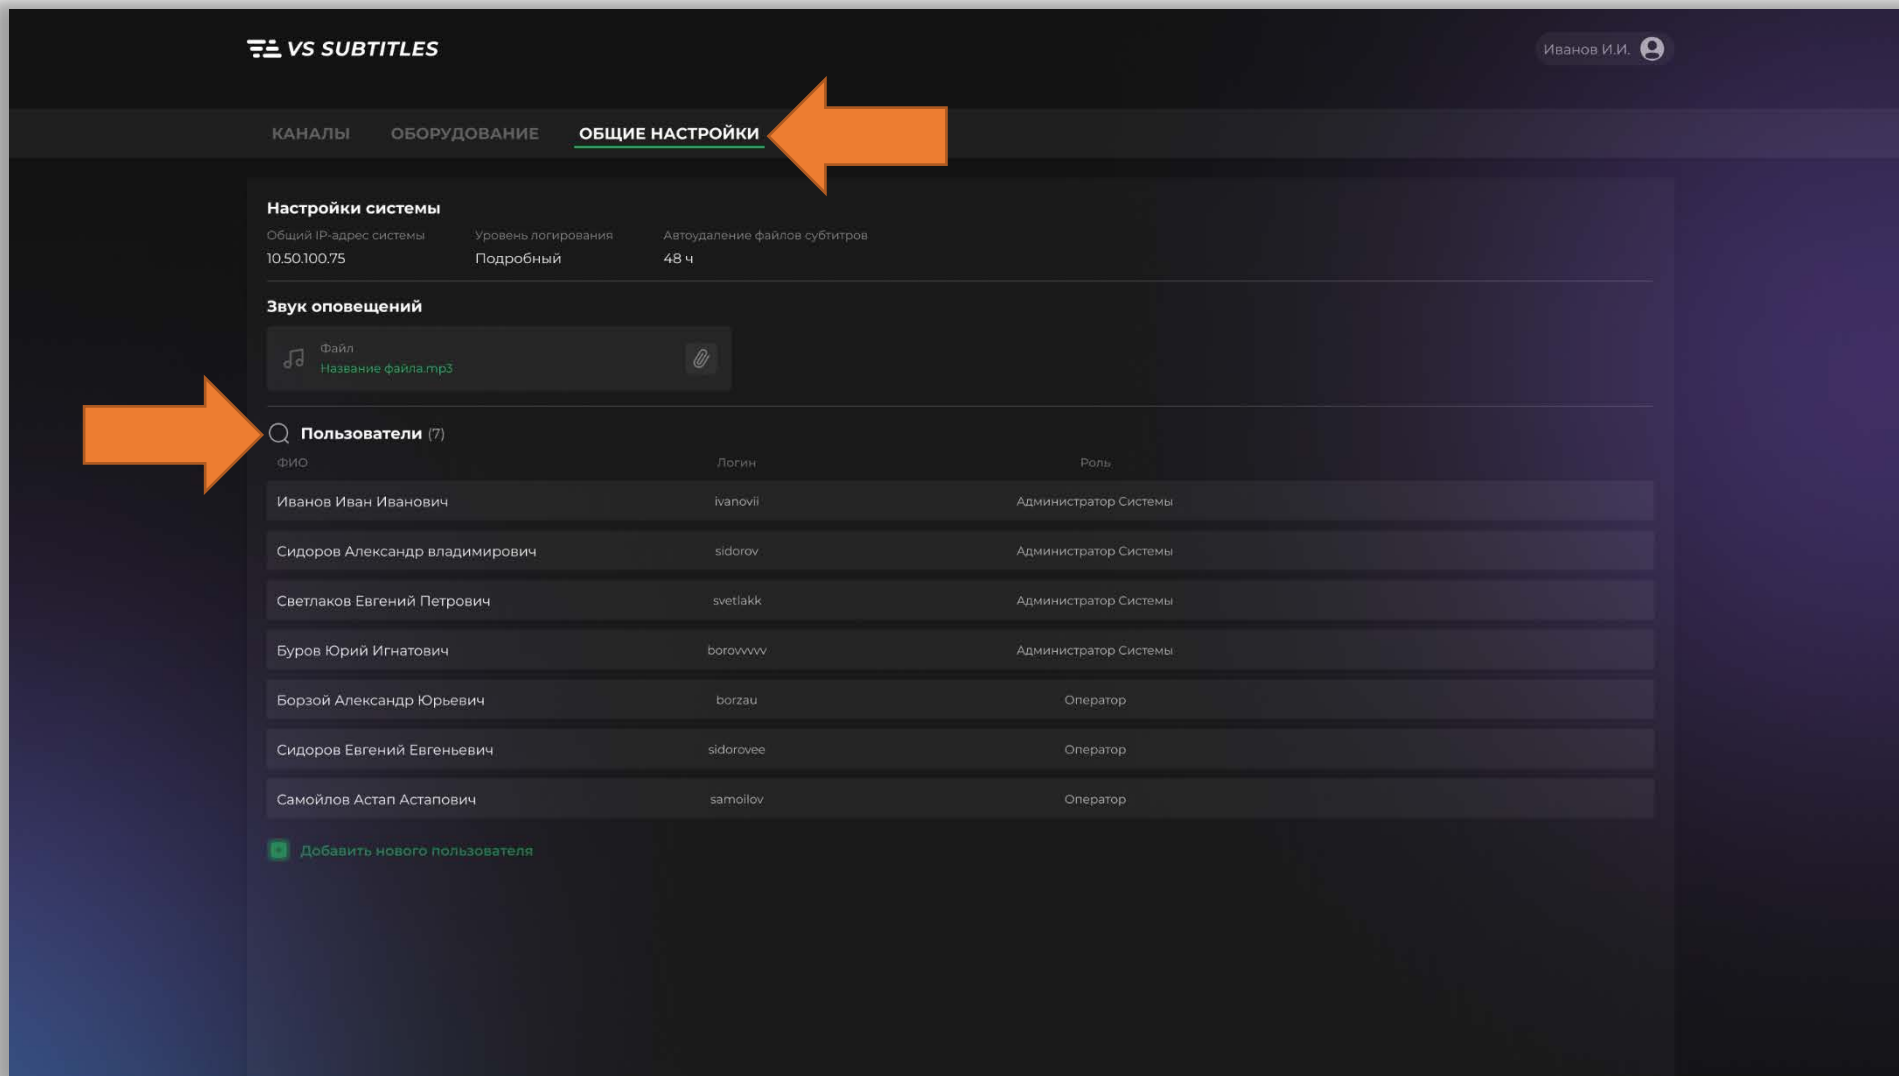 VS SUBTITLES
Иванов И.И.
КАНАЛЫ ОБОРУДОВАНИЕ ОБЩИЕ НАСТРОЙКИ
Настройки системы
Общий IP-адрес системы Уровень логирования Автоудаление файлов субтитров
10.50.100.75 Подробный 48 ч
Звук оповещений
Файл
Название файла.mp3
Пользователи (7)
ФИО Логин Роль
Иванов Иван Иванович ivanovii Администратор Системы
Сидоров Александр владимирович sidorov Администратор Системы
Светлаков Евгений Петрович svetlakk Администратор Системы
Буров Юрий Игнатович borovvvvv Администратор Системы
Борзой Александр Юрьевич borzau Оператор
Сидоров Евгений Евгеньевич sidorovee Оператор
Самойлов Астап Астапович samoilov Оператор
Добавить нового пользователя